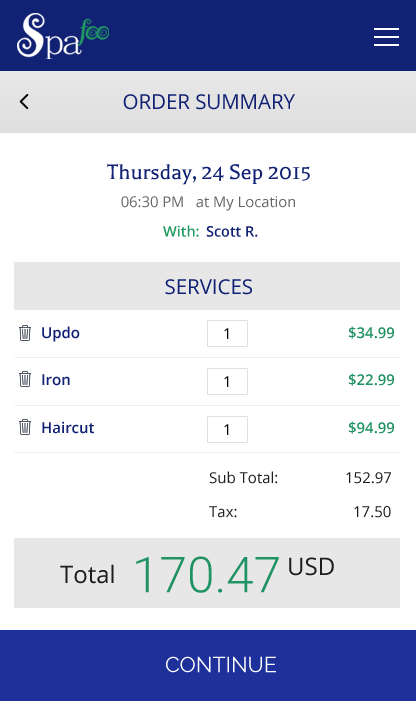 Spa foo
ORDER SUMMARY
Thursday, 24 Sep 2015
06:30 PM at My Location
With: Scott R.
SERVICES
Updo 1 $34.99
Iron 1 $22.99
Haircut 1 $94.99
Sub Total: 152.97
Tax: 17.50
Total 170.47 USD
CONTINUE